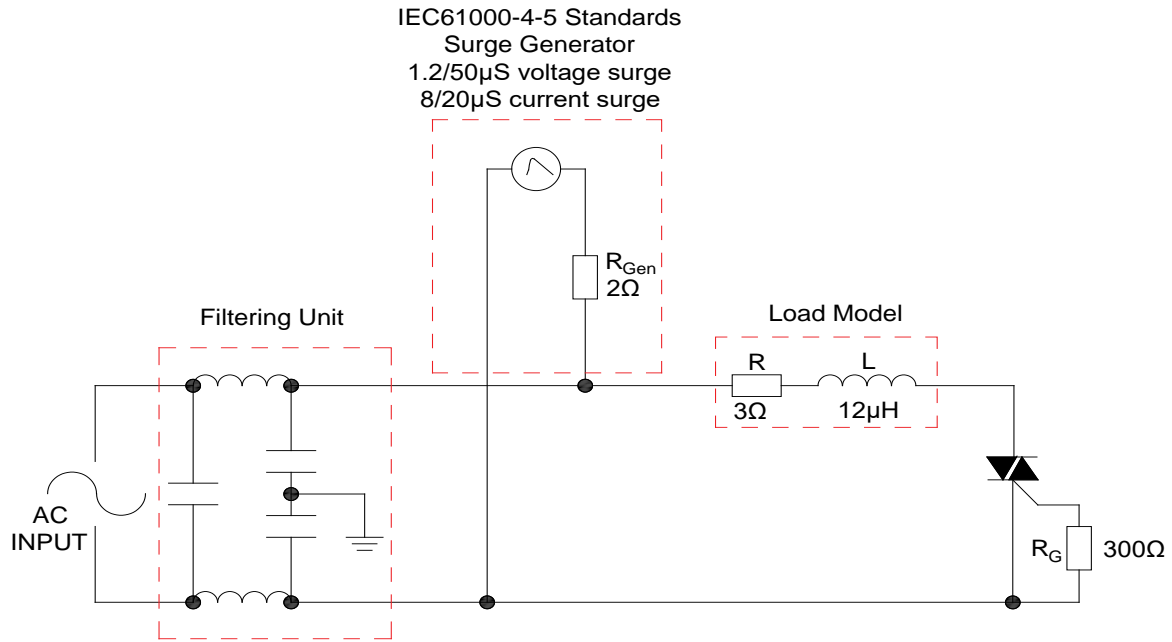 IEC61000-4-5 Standards
Surge Generator
1.2/50μS voltage surge
8/20μS current surge
RGen
2Ω
Filtering Unit
Load Model
R
L
3Ω
12μH
AC
INPUT
RG
300Ω